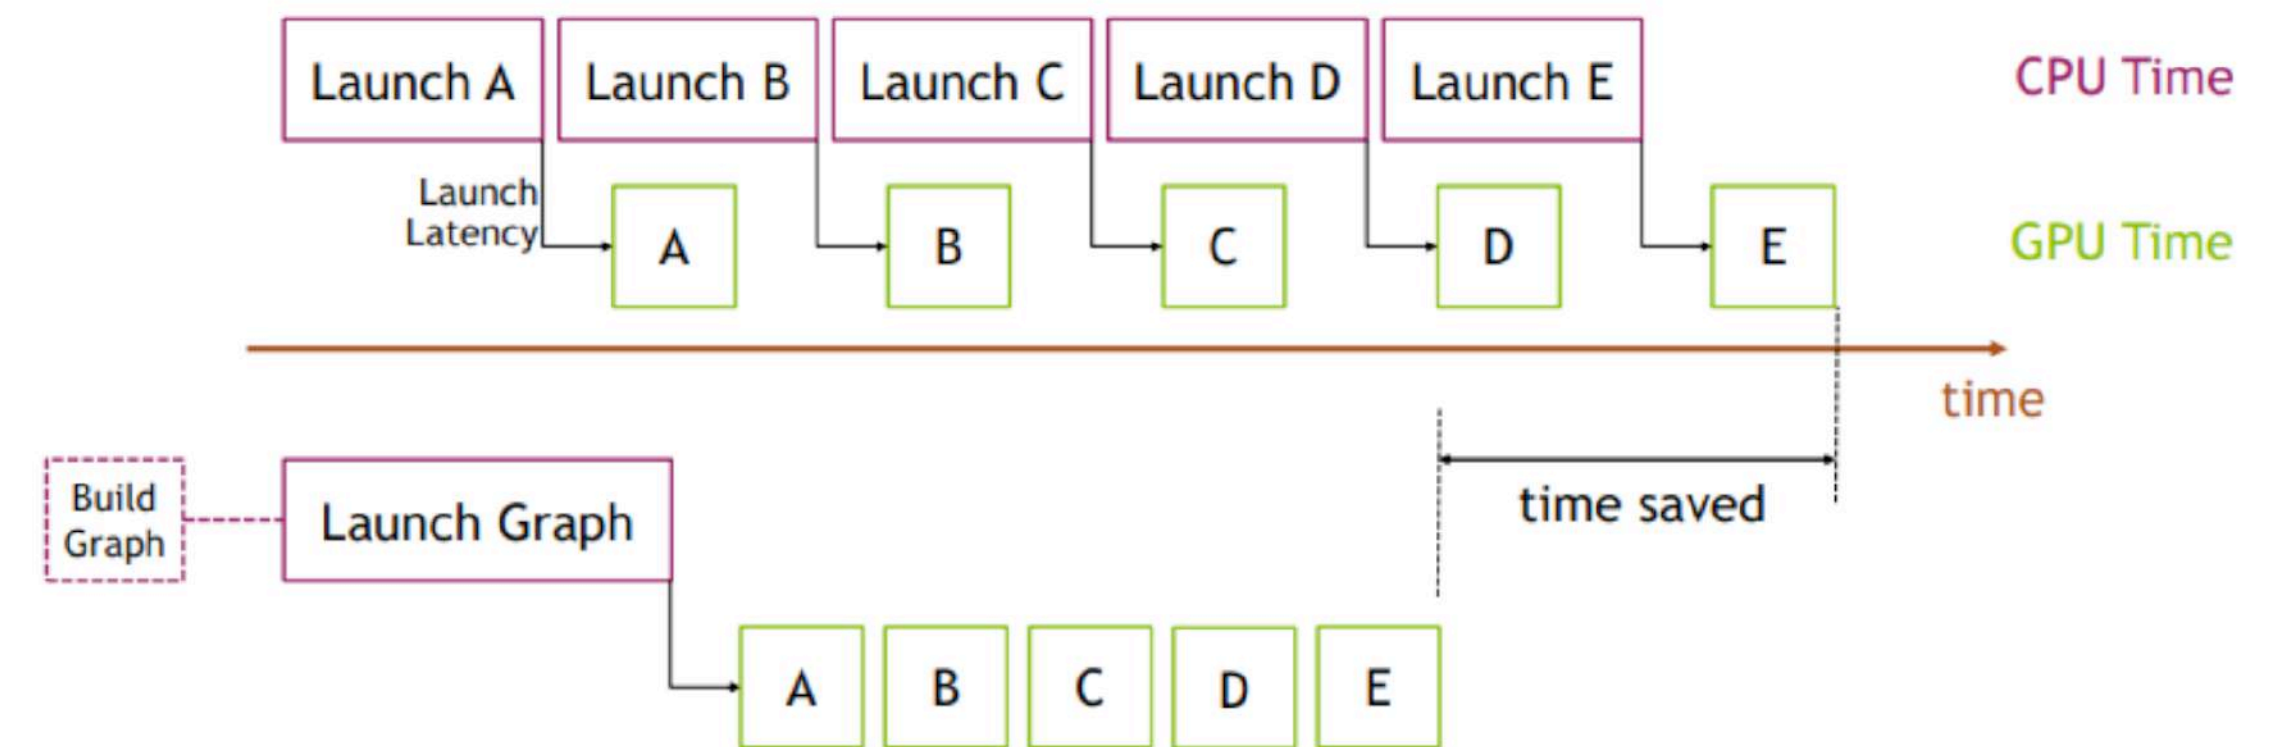 Launch A
Launch B
Launch C
Launch D
Launch E
CPU Time
Launch
Latency
A
B
C
D
E
GPU Time
time
Build
Graph
Launch Graph
time saved
A
B
C
D
E